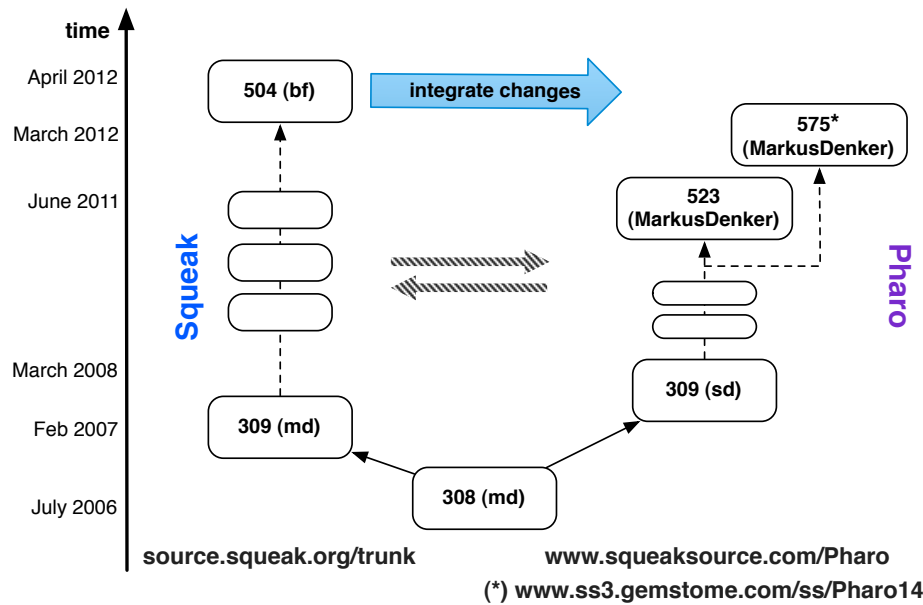 time
April 2012
504 (bf)
integrate changes
March 2012
575*
(MarkusDenker)
June 2011
523
(MarkusDenker)
Squeak
Pharo
March 2008
309 (sd)
Feb 2007
309 (md)
308 (md)
July 2006
source.squeak.org/trunk
www.squeaksource.com/Pharo
(*) www.ss3.gemstome.com/ss/Pharo14